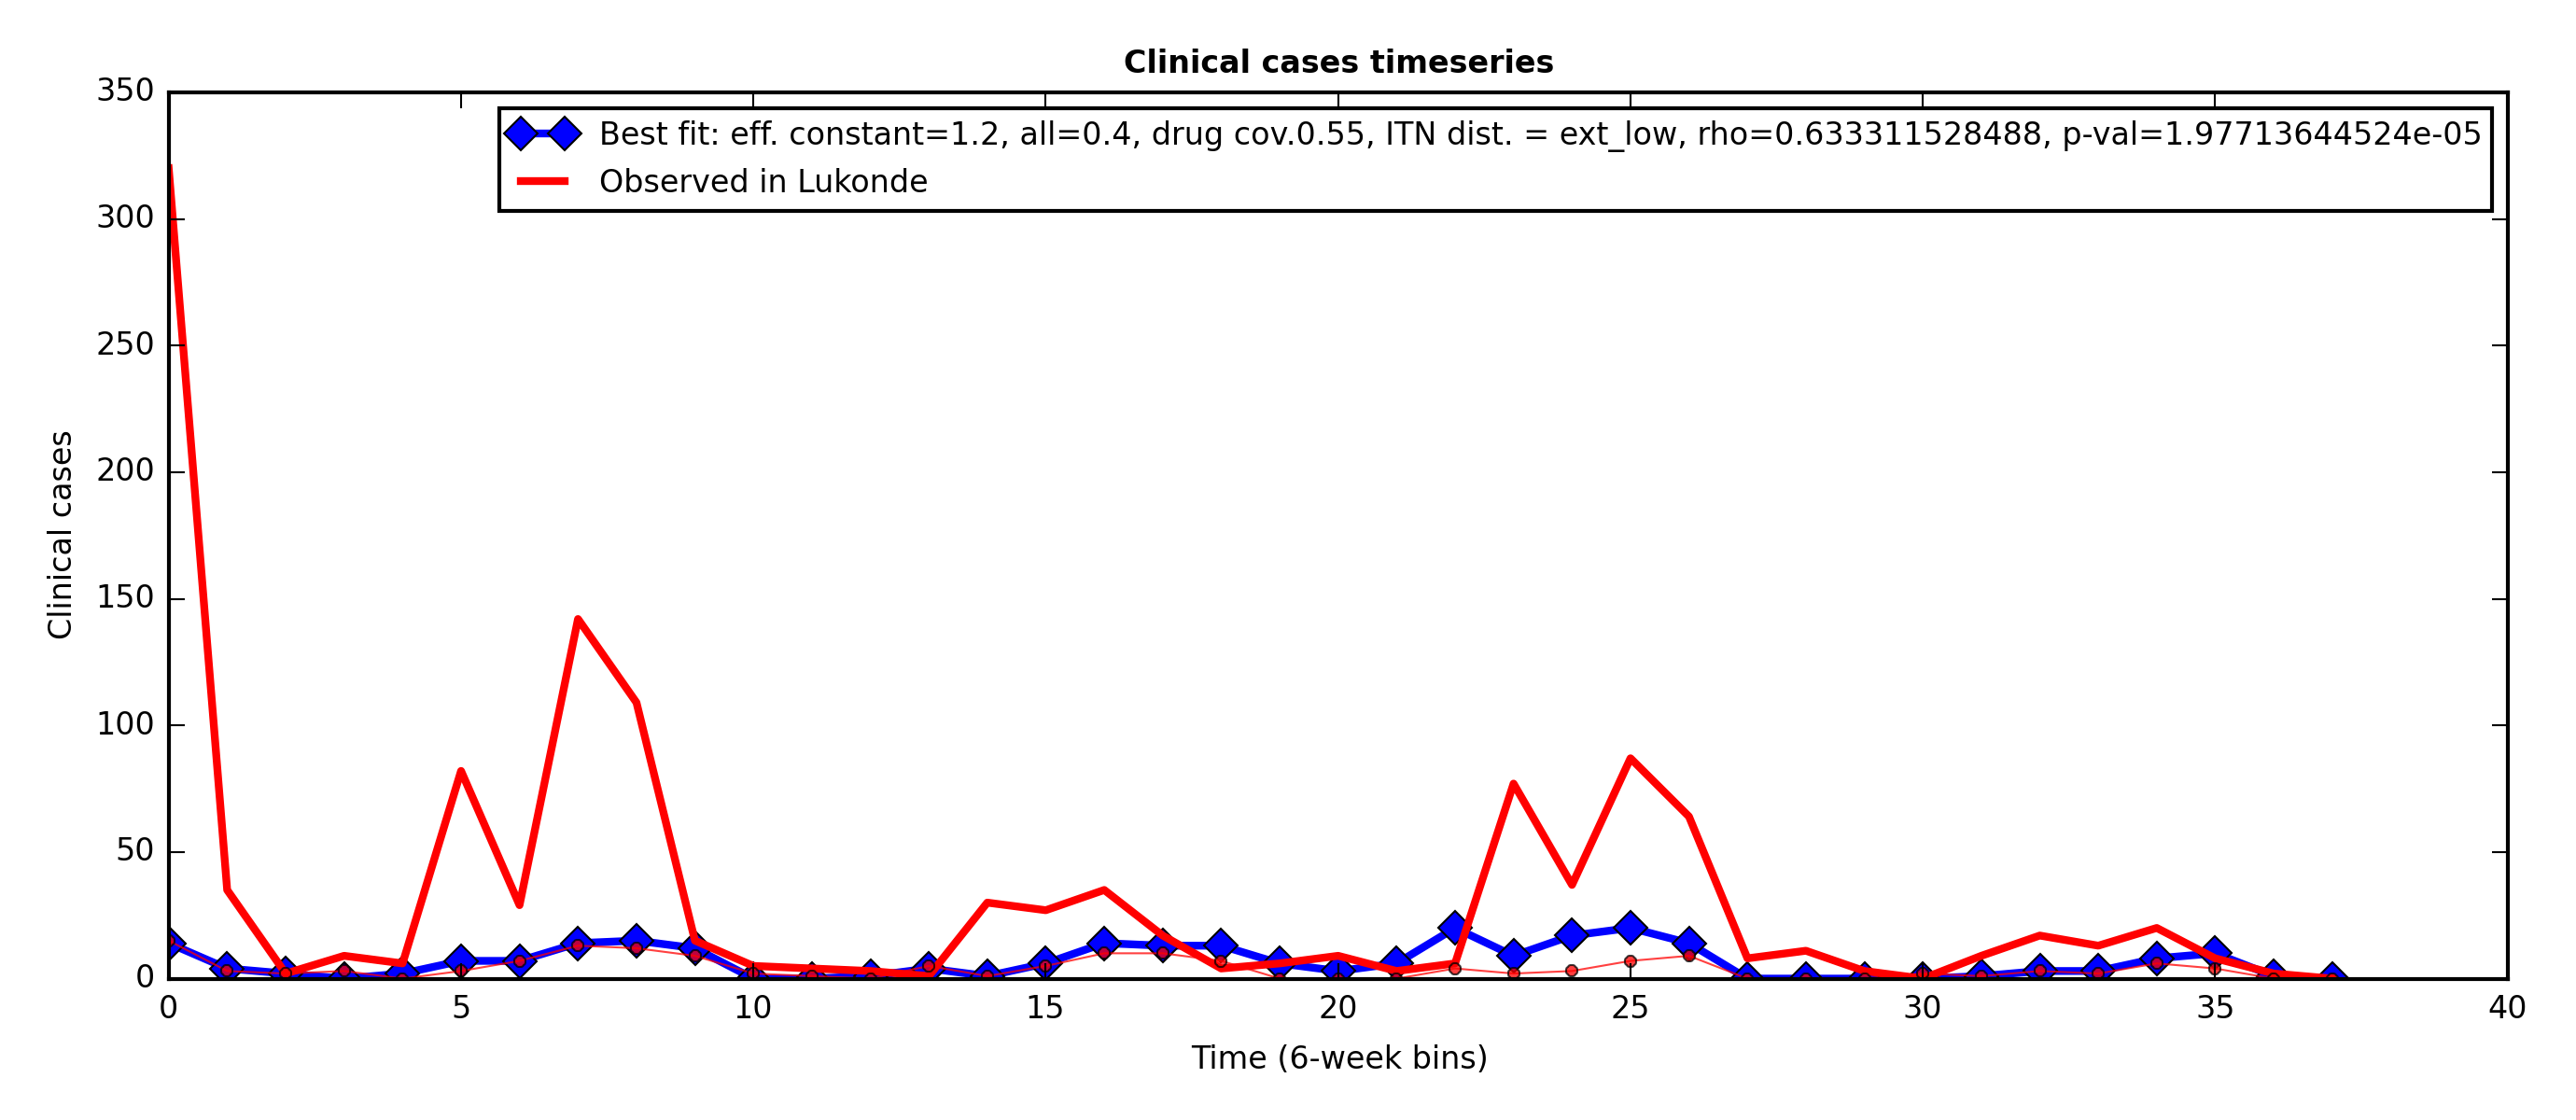 Clinical cases timeseries
Best fit: eff. constant=1.2, all=0.4, drug cov.0.55, ITN dist. = ext_low, rho=0.633311528488, p-val=1.97713644524e-05
Observed in Lukonde
350
300
250
200
150
100
50
0
Clinical cases
0 5 10 15 20 25 30 35 40
Time (6-week bins)